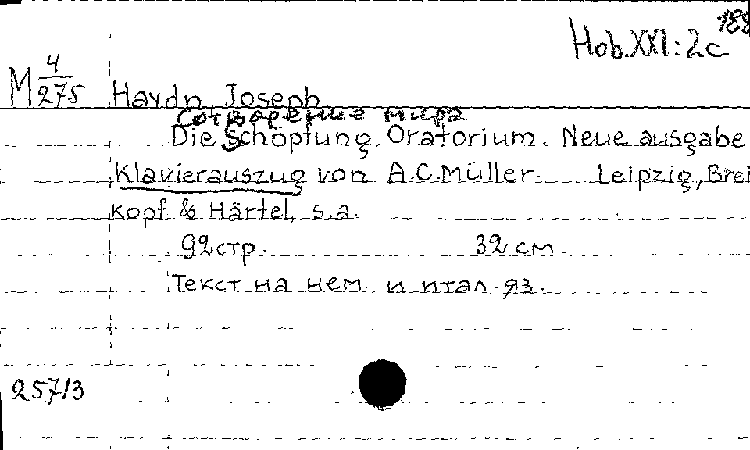 Hob. XXI:2c
M 4/275 Haydn Joseph
Сотворение мира
Die Schöpfung. Oratorium. Neue ausgabe
Klavierauszug von A.C.Müller. Leipzig, Brei
kopf & Härtel, s.a.
92 стр. 32 см
Текст на нем. и итал. яз.
25713